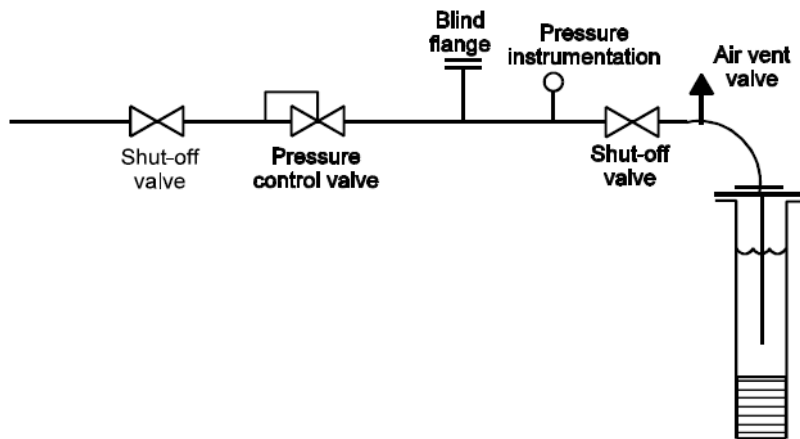 Blind
flange
Pressure
instrumentation
Air vent
valve
Shut-off
valve
Pressure
control valve
Shut-off
valve